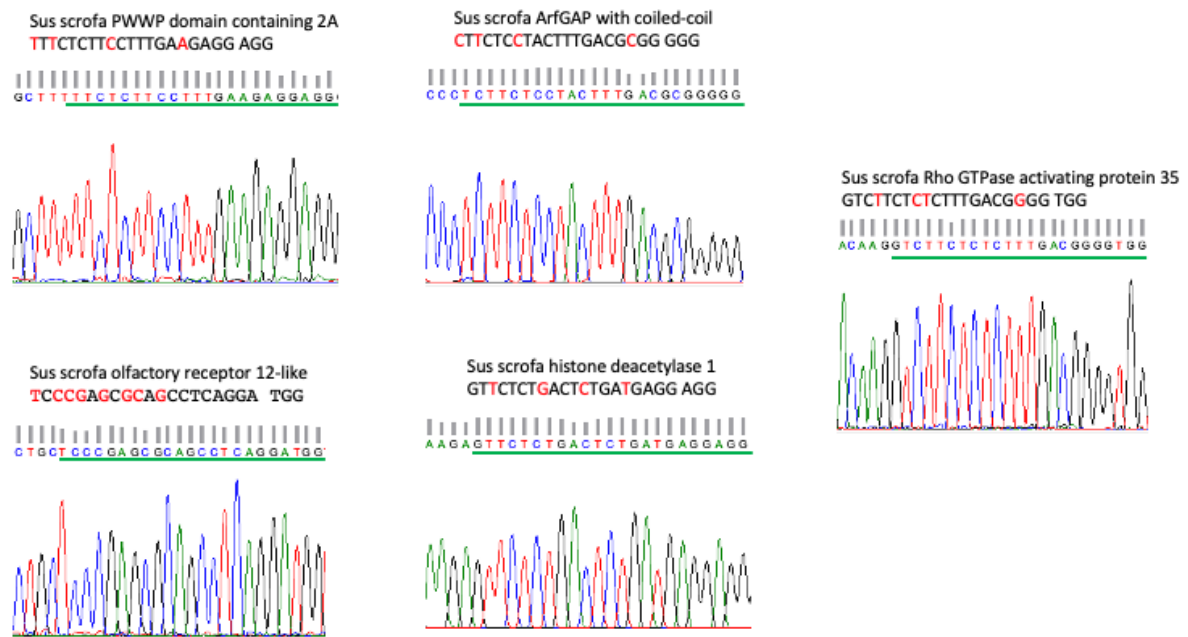 Sus scrofa PWWP domain containing 2A
TTTCTCTTCCTTTGAAGAGG AGG
GCTTTTTCTCTTCCTTTGAAGAGGAGG
Sus scrofa ArfGAP with coiled-coil
CTTCTCCTACTTTGACGCGG GGG
CCCTCTTCTCCTACTTTGACGCGGGGG
Sus scrofa Rho GTPase activating protein 35
GTCTTCTCTCTTTGACGGGG TGG
ACAAGGTCTTCTCTCTTTGACGGGGTGG
Sus scrofa olfactory receptor 12-like
TCCCGAGCGCAGCCTCAGGA TGG
CTGCTCCCGAGCGCAGCCTCAGGATGG
Sus scrofa histone deacetylase 1
GTTCTCTGACTCTGATGAGG AGG
AAGAGTTCTCTGACTCTGATGAGGAGG